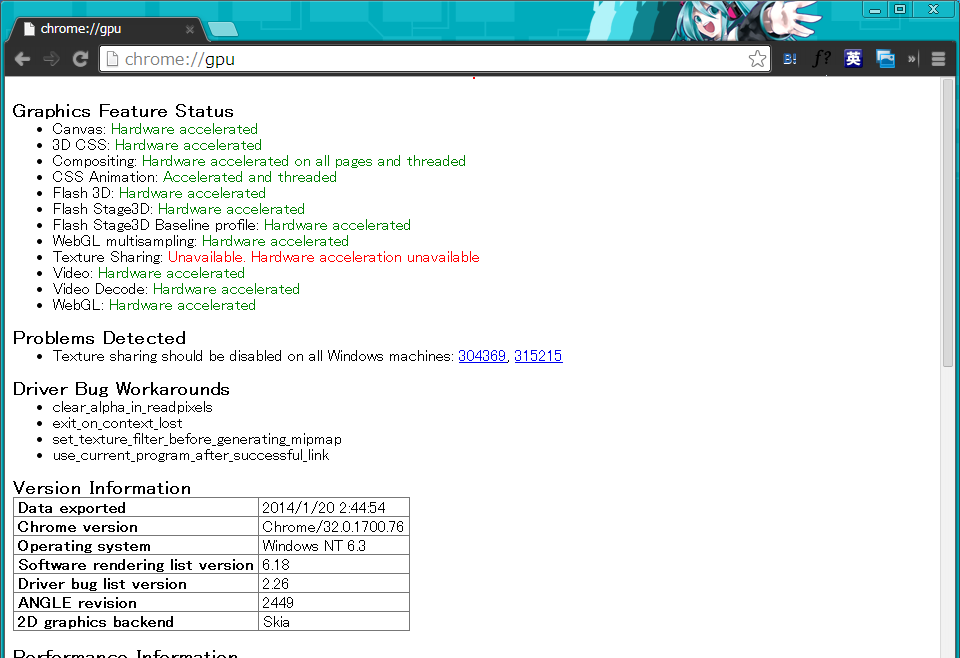 chrome://gpu
chrome://gpu
B!
f?
英
»
Graphics Feature Status
Canvas: Hardware accelerated
3D CSS: Hardware accelerated
Compositing: Hardware accelerated on all pages and threaded
CSS Animation: Accelerated and threaded
Flash 3D: Hardware accelerated
Flash Stage3D: Hardware accelerated
Flash Stage3D Baseline profile: Hardware accelerated
WebGL multisampling: Hardware accelerated
Texture Sharing: Unavailable. Hardware acceleration unavailable
Video: Hardware accelerated
Video Decode: Hardware accelerated
WebGL: Hardware accelerated
Problems Detected
Texture sharing should be disabled on all Windows machines: 304369, 315215
Driver Bug Workarounds
clear_alpha_in_readpixels
exit_on_context_lost
set_texture_filter_before_generating_mipmap
use_current_program_after_successful_link
Version Information
Data exported 2014/1/20 2:44:54
Chrome version Chrome/32.0.1700.76
Operating system Windows NT 6.3
Software rendering list version 6.18
Driver bug list version 2.26
ANGLE revision 2449
2D graphics backend Skia
Performance Information